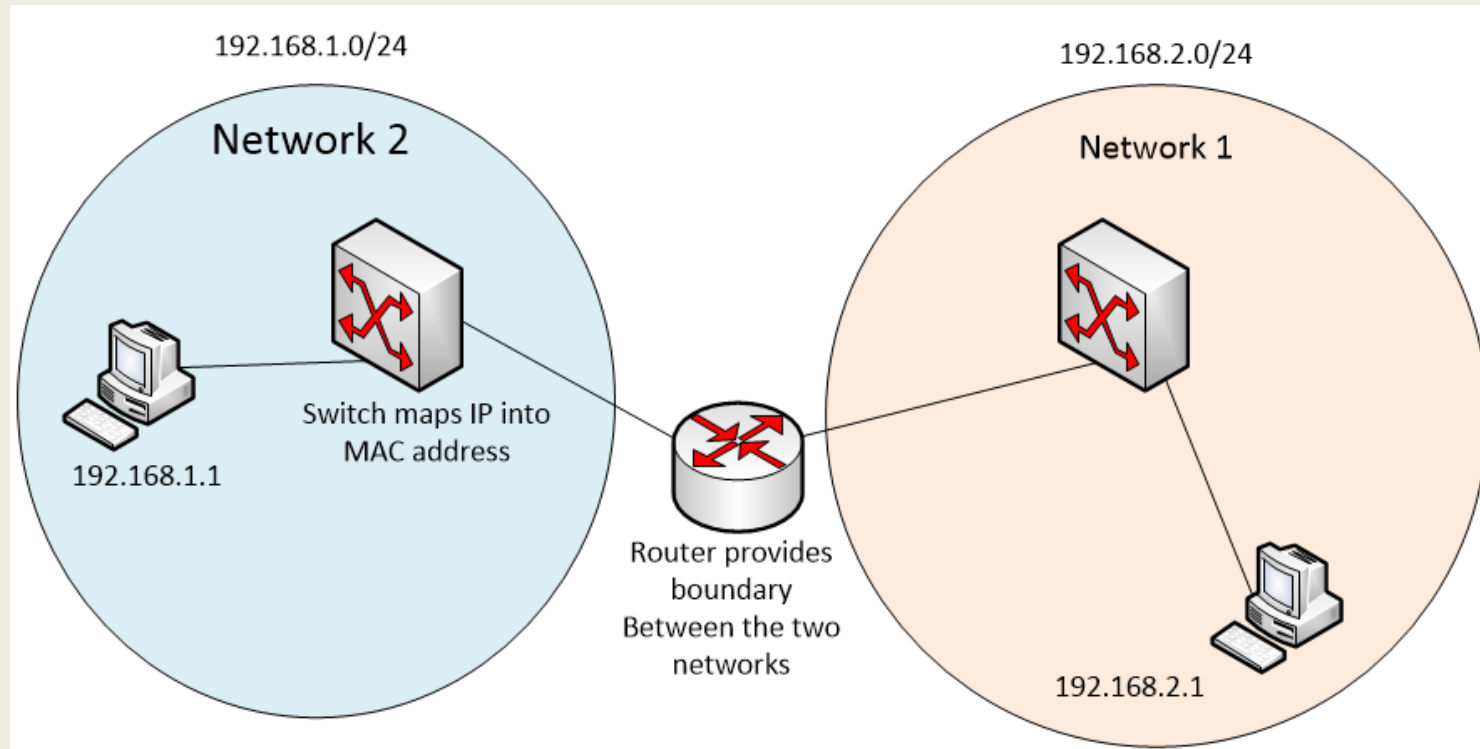 192.168.1.0/24
Network 2
Switch maps IP into
MAC address
192.168.1.1
Router provides
boundary
Between the two
networks
192.168.2.0/24
Network 1
192.168.2.1